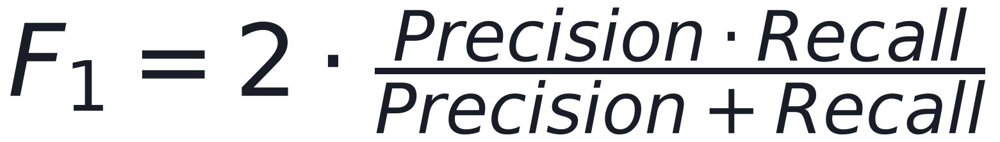 F₁ = 2 · Precision · Recall
Precision + Recall